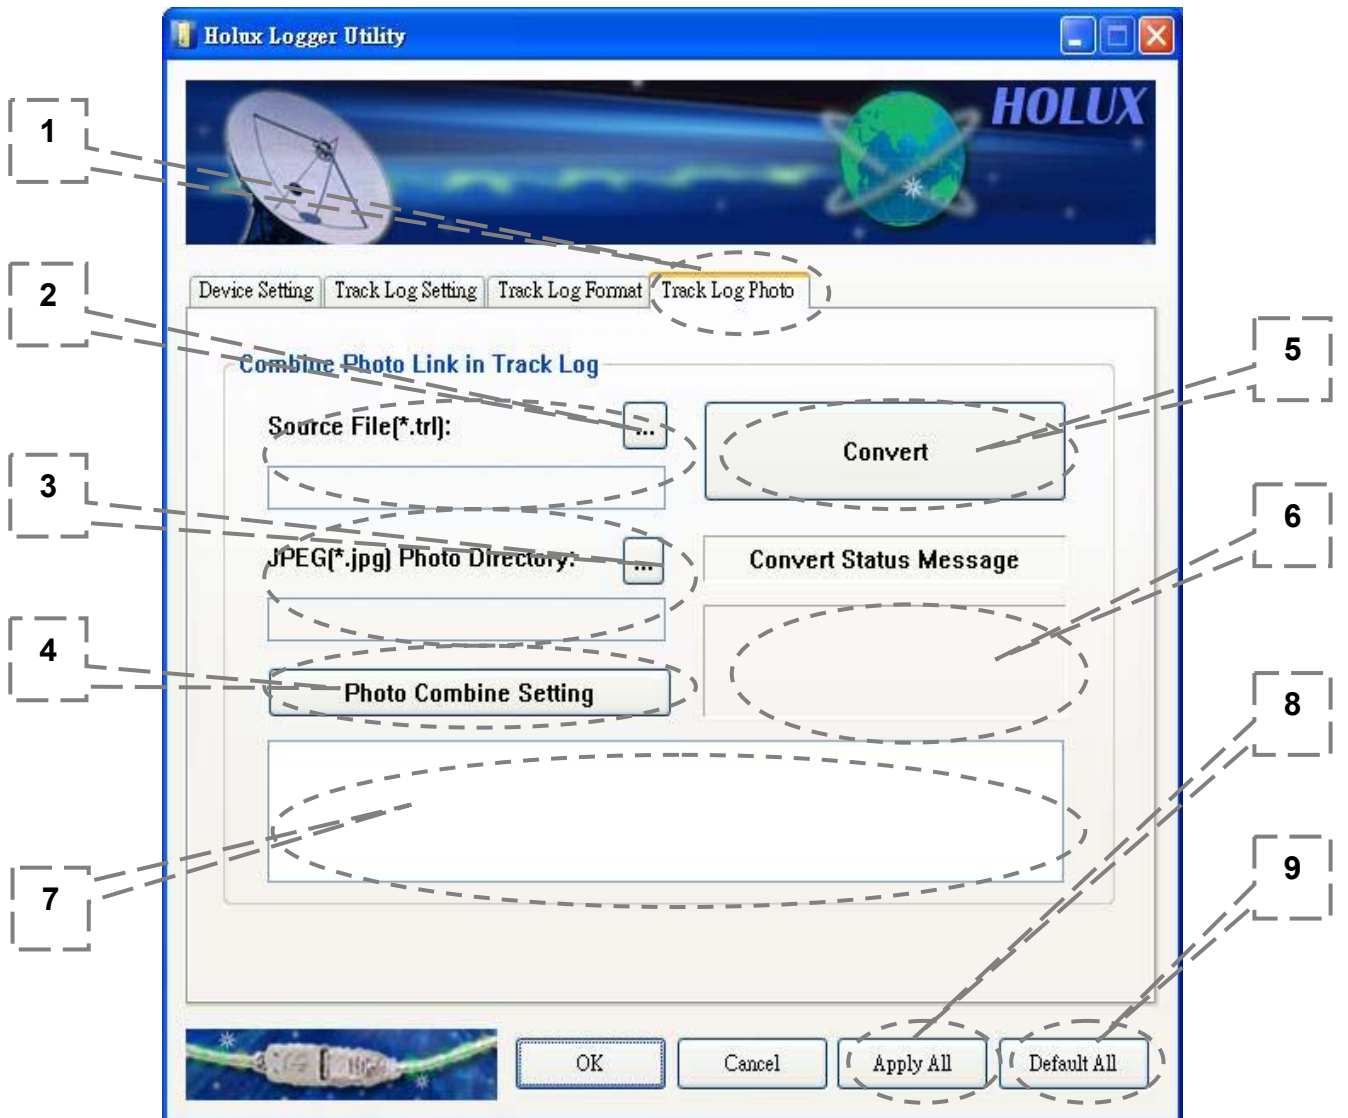 Holux Logger Utility
HOLUX
1
Device Setting
Track Log Setting
Track Log Format
Track Log Photo
2
Combine Photo Link in Track Log
5
Source File(*.trl):
...
Convert
3
6
JPEG(*.jpg) Photo Directory:
...
Convert Status Message
4
Photo Combine Setting
8
7
9
OK
Cancel
Apply All
Default All